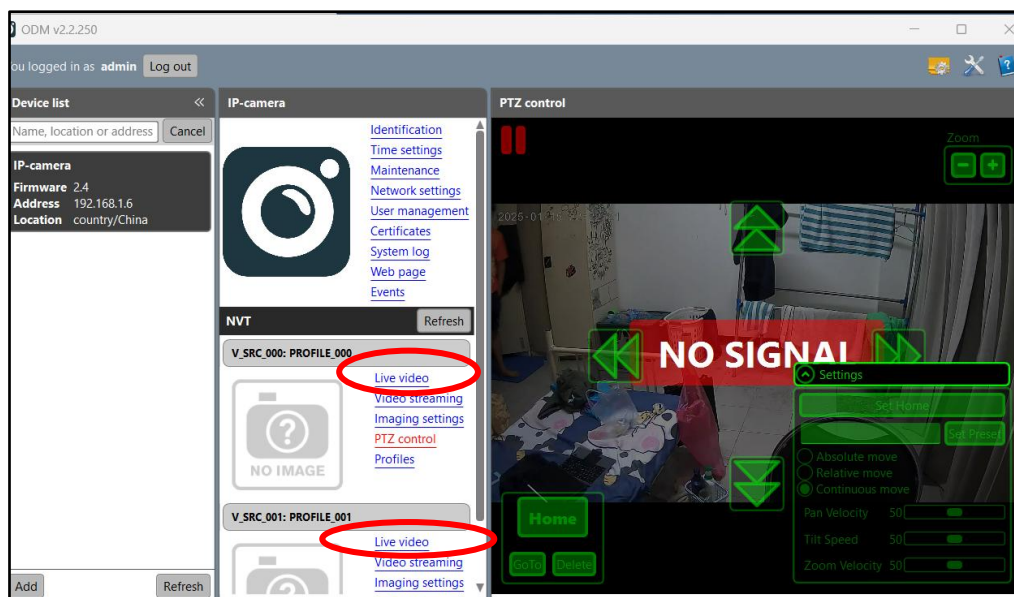 ODM v2.2.250
ou logged in as admin Log out
Device list
Name, location or address Cancel
IP-camera
Firmware 2.4
Address 192.168.1.6
Location country/China
Add Refresh
IP-camera
Identification
Time settings
Maintenance
Network settings
User management
Certificates
System log
Web page
Events
NVT Refresh
V_SRC_000: PROFILE_000
Live video
Video streaming
Imaging settings
PTZ control
Profiles
NO IMAGE
V_SRC_001: PROFILE_001
Live video
Video streaming
Imaging settings
PTZ control
Zoom
NO SIGNAL
Settings
Set Home
Set Preset
Absolute move
Relative move
Continuous move
Pan Velocity 50
Tilt Speed 50
Zoom Velocity 50
Home
GoTo Delete